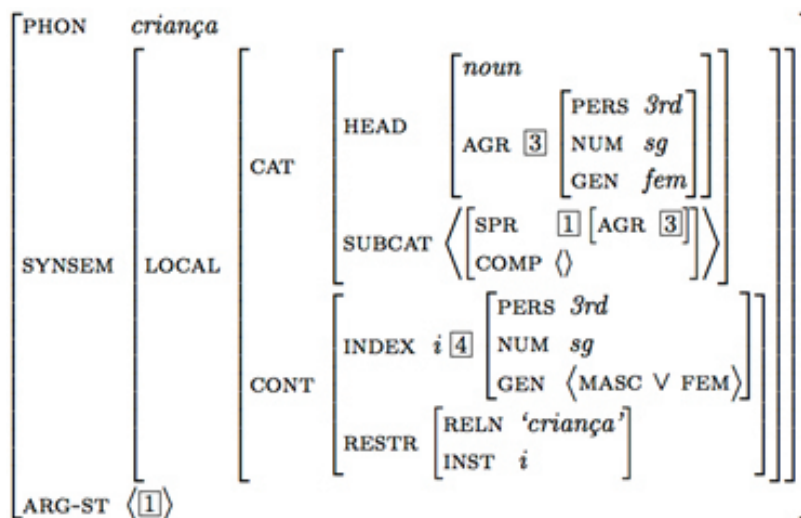 PHON criança
noun
PERS 3rd
HEAD
AGR 3 NUM sg
GEN fem
CAT
SPR 1 [AGR 3]
SUBCAT ⟨
COMP ⟨⟩ ⟩
SYNSEM LOCAL
PERS 3rd
INDEX i 4 NUM sg
GEN ⟨MASC ∨ FEM⟩
CONT
RELN ‘criança’
RESTR
INST i
ARG-ST ⟨1⟩